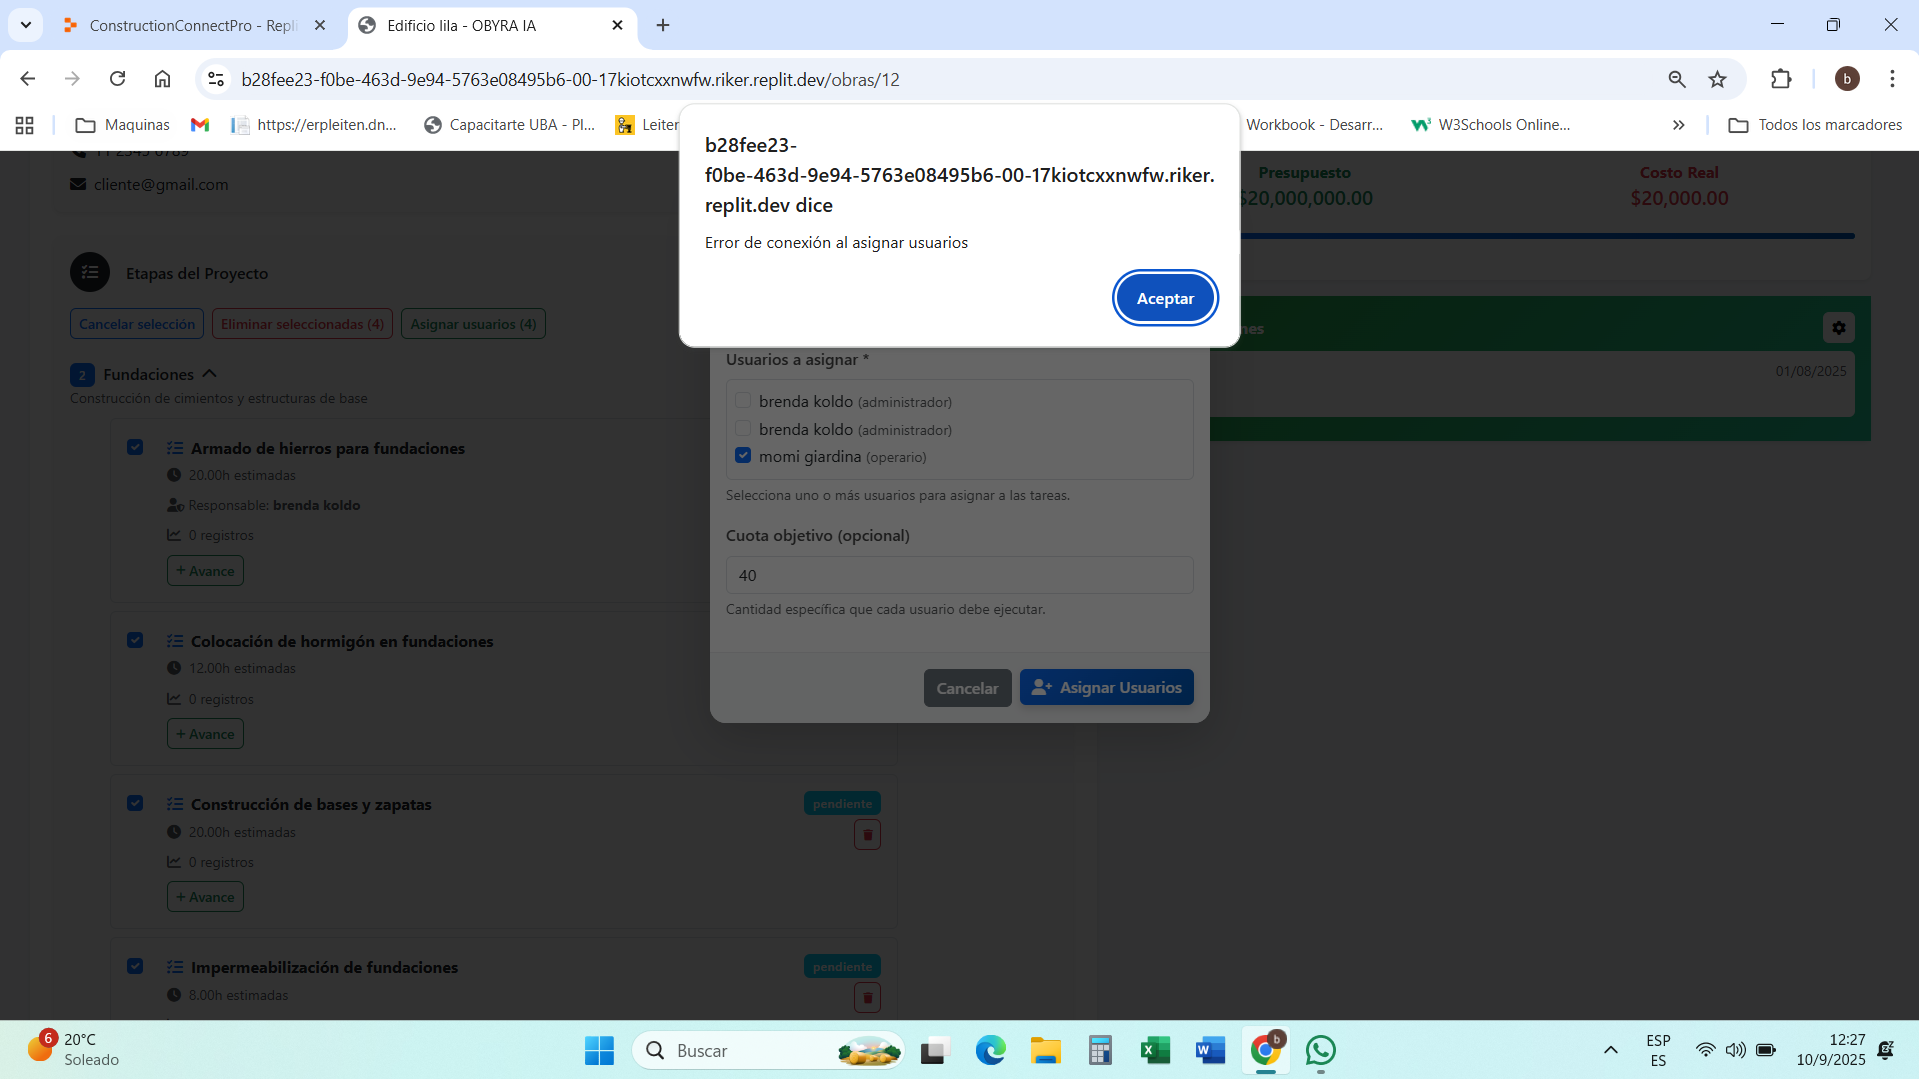 ConstructionConnectPro - Repli
Edificio lila - OBYRA IA
b28fee23-f0be-463d-9e94-5763e08495b6-00-17kiotcxxnwfw.riker.replit.dev/obras/12
b
Maquinas
https://erpleiten.dn...
Capacitarte UBA - Pl...
Leiten
Workbook - Desarr...
W3Schools Online...
Todos los marcadores
b28fee23-
f0be-463d-9e94-5763e08495b6-00-17kiotcxxnwfw.riker.
replit.dev dice
Error de conexión al asignar usuarios
Aceptar
11 2345 6789
cliente@gmail.com
Presupuesto
$20,000,000.00
Costo Real
$20,000.00
Etapas del Proyecto
Cancelar selección
Eliminar seleccionadas (4)
Asignar usuarios (4)
2 Fundaciones
Construcción de cimientos y estructuras de base
Armado de hierros para fundaciones
20.00h estimadas
Responsable: brenda koldo
0 registros
+ Avance
Colocación de hormigón en fundaciones
12.00h estimadas
0 registros
+ Avance
Construcción de bases y zapatas
pendiente
20.00h estimadas
0 registros
+ Avance
Impermeabilización de fundaciones
pendiente
8.00h estimadas
Usuarios a asignar *
brenda koldo (administrador)
brenda koldo (administrador)
momi giardina (operario)
Selecciona uno o más usuarios para asignar a las tareas.
Cuota objetivo (opcional)
40
Cantidad específica que cada usuario debe ejecutar.
Cancelar
Asignar Usuarios
nes
01/08/2025
6
20°C
Soleado
Buscar
b
ESP
ES
12:27
10/9/2025